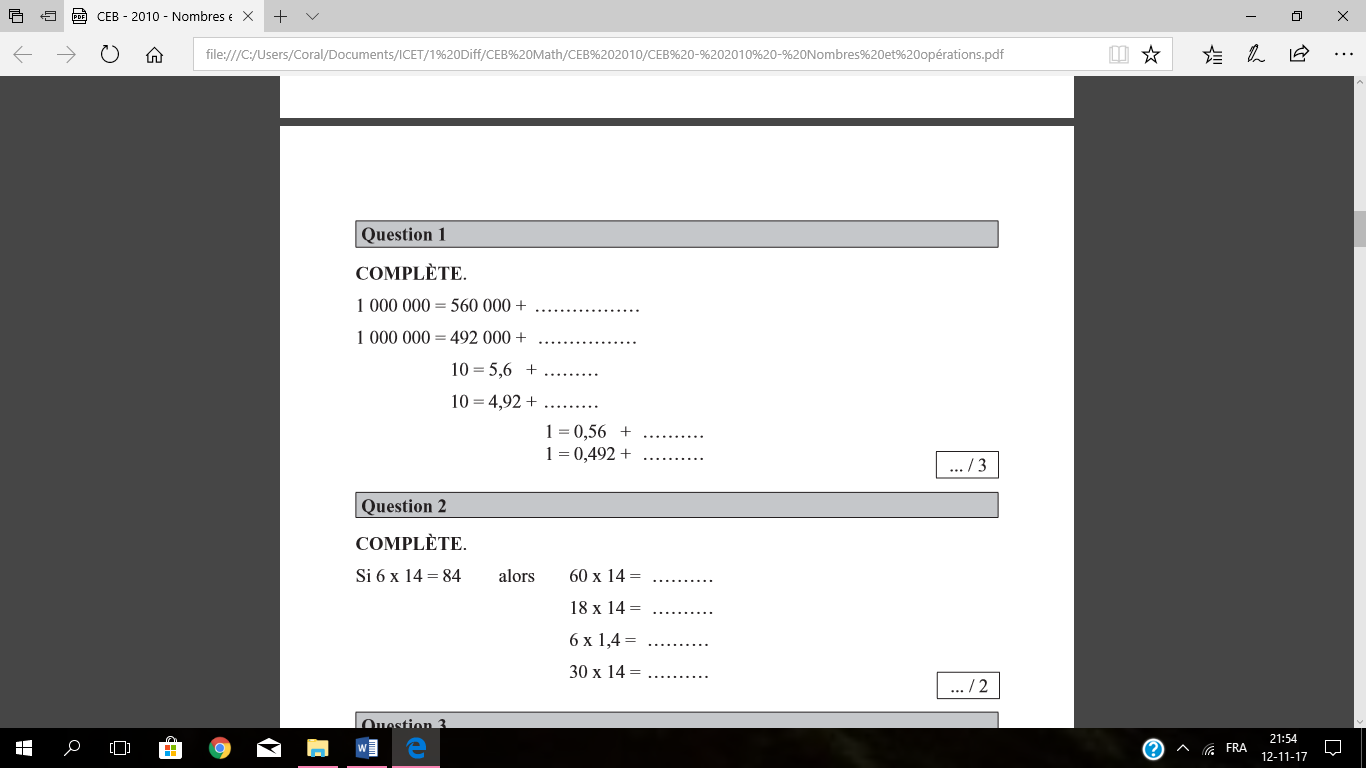 CEB - 2010 - Nombres e
file:///C:/Users/Coral/Documents/ICET/1%20Diff/CEB%20Math/CEB%202010/CEB%20-%202010%20-%20Nombres%20et%20opérations.pdf
Question 1
COMPLÈTE.
1 000 000 = 560 000 + .................
1 000 000 = 492 000 + ................
10 = 5,6 + .........
10 = 4,92 + .........
1 = 0,56 + ..........
1 = 0,492 + ..........
... / 3
Question 2
COMPLÈTE.
Si 6 x 14 = 84 alors 60 x 14 = ..........
18 x 14 = ..........
6 x 1,4 = ..........
30 x 14 = ..........
... / 2
Question 3
FRA
21:54
12-11-17